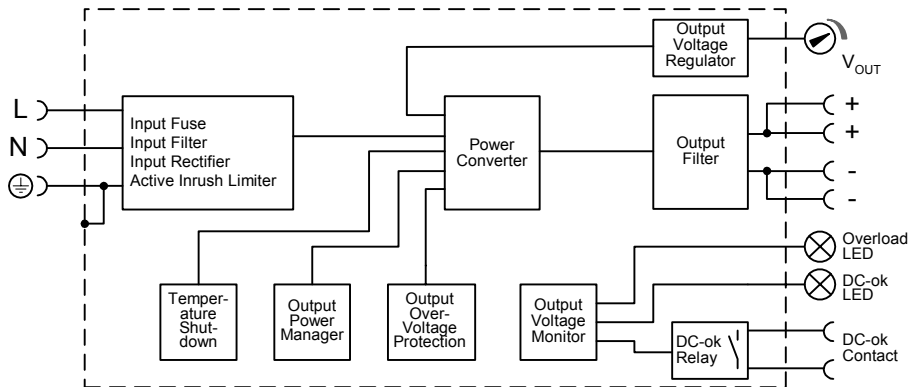 Output
Voltage
Regulator
V OUT
L
N
Input Fuse
Input Filter
Input Rectifier
Active Inrush Limiter
Power
Converter
Output
Filter
+
+
-
-
Temper-
ature
Shut-
down
Output
Power
Manager
Output
Over-
Voltage
Protection
Output
Voltage
Monitor
Overload
LED
DC-ok
LED
DC-ok
Relay
DC-ok
Contact